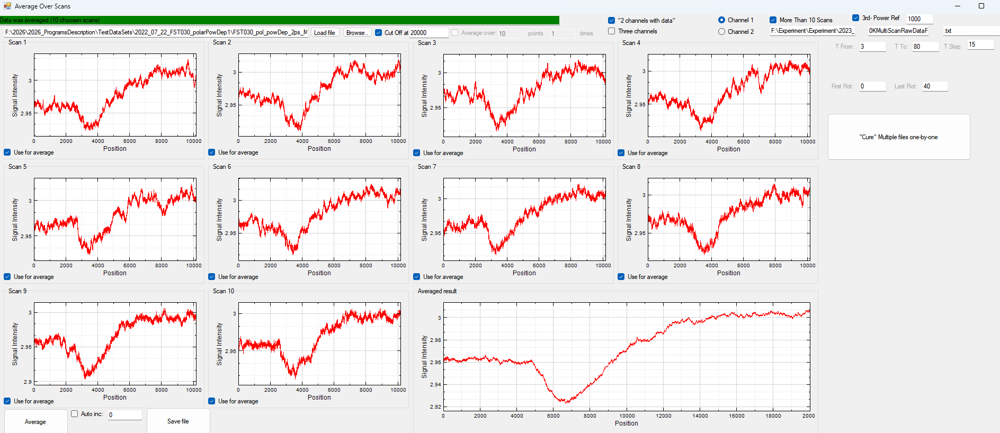 Average Over Scans
Data was averaged (10 choosen scans)
F:\2026\2026_ProgramsDescription\TestDataSets\2022_07_22_FST030_polarPowDep1\FST030_pol_powDep_2ps_M
Load file
Browse..
Cut Off at 20000
Average over: 10 points 1 times
"2 channels with data"
Three channels
Channel 1
Channel 2
More Than 10 Scans
3rd- Power Ref 1000
F:\Experiment\Experiment\2023_
0KMultiScanRawDataF
.txt
T From: 3 T To: 80 T Step: 15
First Rot: 0 Last Rot: 40
"Cure" Multiple files one-by-one
Scan 1
Signal Intensity
3
2.95
0 2000 4000 6000 8000 10000
Position
Use for average
Scan 2
Signal Intensity
3
2.95
0 2000 4000 6000 8000 10000
Position
Use for average
Scan 3
Signal Intensity
3
2.95
0 2000 4000 6000 8000 10000
Position
Use for average
Scan 4
Signal Intensity
3
2.95
0 2000 4000 6000 8000 10000
Position
Use for average
Scan 5
Signal Intensity
3
2.95
0 2000 4000 6000 8000 10000
Position
Use for average
Scan 6
Signal Intensity
3
2.95
0 2000 4000 6000 8000 10000
Position
Use for average
Scan 7
Signal Intensity
3
2.95
0 2000 4000 6000 8000 10000
Position
Use for average
Scan 8
Signal Intensity
3
2.95
0 2000 4000 6000 8000 10000
Position
Use for average
Scan 9
Signal Intensity
3
2.95
2.9
0 2000 4000 6000 8000 10000
Position
Use for average
Scan 10
Signal Intensity
3
2.95
0 2000 4000 6000 8000 10000
Position
Use for average
Averaged result
Signal Intensity
3
2.98
2.96
2.94
2.92
0 2000 4000 6000 8000 10000 12000 14000 16000 18000 2000
Position
Average
Auto inc: 0
Save file